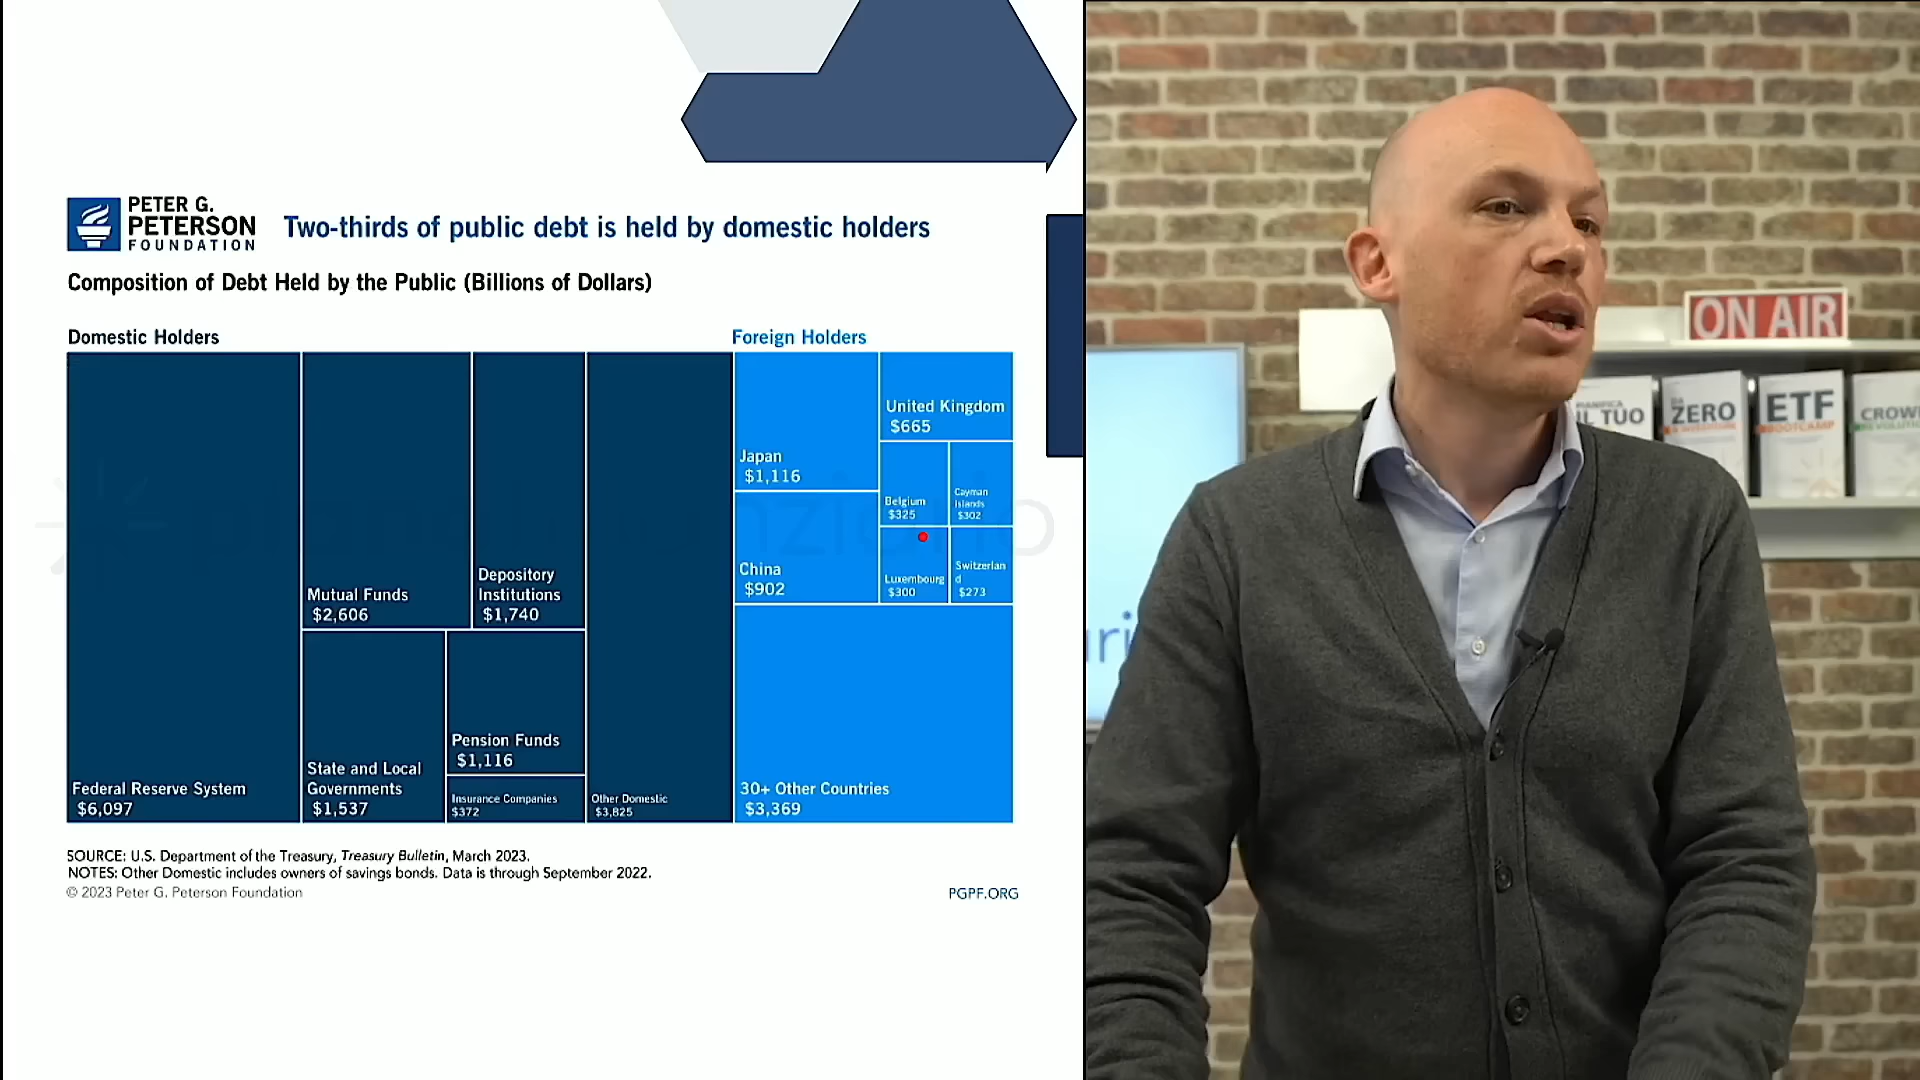 PETER G.
PETERSON
FOUNDATION
Two-thirds of public debt is held by domestic holders
Composition of Debt Held by the Public (Billions of Dollars)
Domestic Holders
Foreign Holders
Federal Reserve System
$6,097
Mutual Funds
$2,606
Depository
Institutions
$1,740
State and Local
Governments
$1,537
Pension Funds
$1,116
Insurance Companies
$372
Other Domestic
$3,825
Japan
$1,116
United Kingdom
$665
Belgium
$325
Cayman
Islands
$302
China
$902
Luxembourg
$300
Switzerlan
d
$273
30+ Other Countries
$3,369
SOURCE: U.S. Department of the Treasury, Treasury Bulletin, March 2023.
NOTES: Other Domestic includes owners of savings bonds. Data is through September 2022.
© 2023 Peter G. Peterson Foundation
PGPF.ORG
ON AIR
IL TUO
ZERO
ETF
BOOTCAMP
CROW